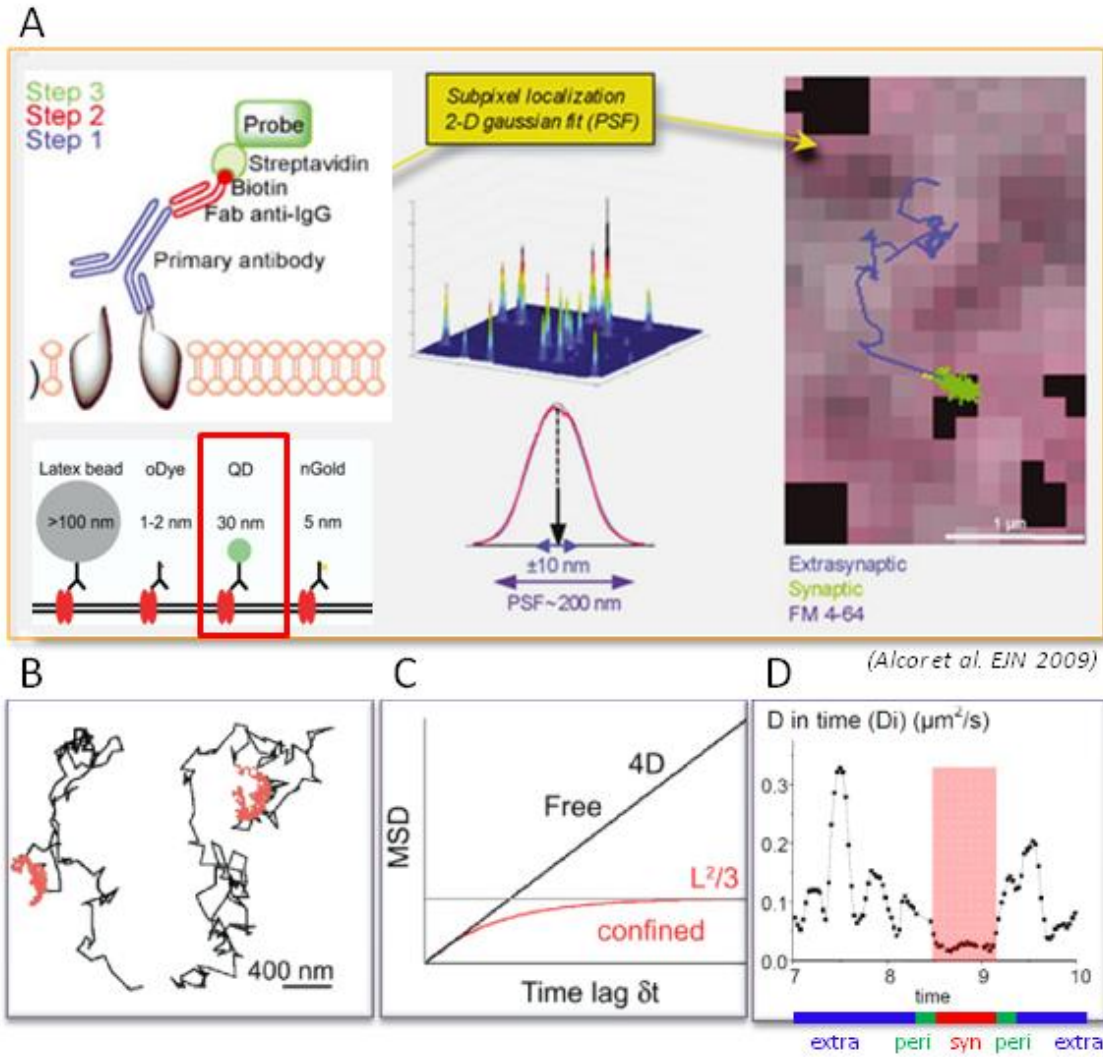 A
Step 3
Step 2
Step 1
Probe
Streptavidin
Biotin
Fab anti-IgG
Primary antibody
Subpixel localization
2-D gaussian fit (PSF)
Latex bead oDye QD nGold
>100 nm 1-2 nm 30 nm 5 nm
±10 nm
PSF~200 nm
1 µm
Extrasynaptic
Synaptic
FM 4-64
(Alcor et al. EJN 2009)
B
400 nm
C
MSD
4D
Free
L²/3
confined
Time lag δt
D
D in time (Di) (µm²/s)
0.3
0.2
0.1
0.0
7 8 9 10
time
extra peri syn peri extra